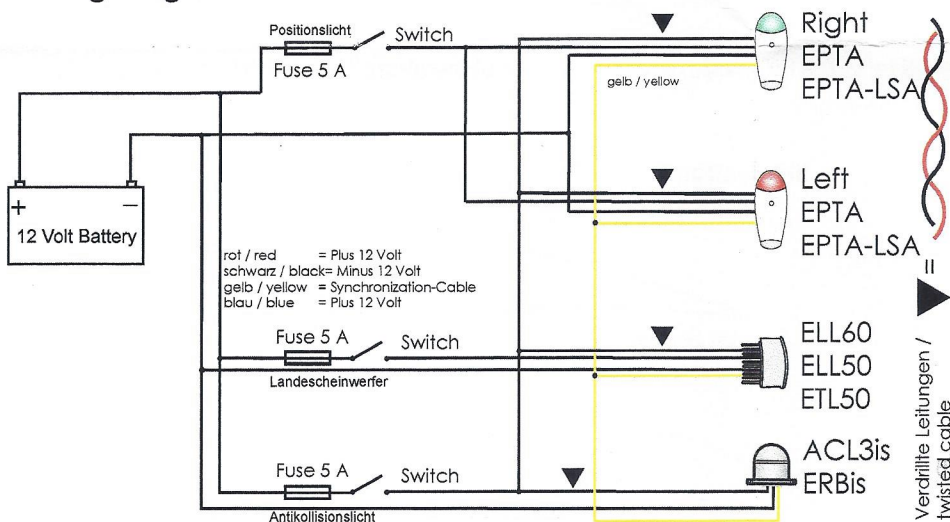 Positionslicht
Switch
Fuse 5 A
gelb / yellow
Right
EPTA
EPTA-LSA
+ −
12 Volt Battery
Left
EPTA
EPTA-LSA
rot / red = Plus 12 Volt
schwarz / black= Minus 12 Volt
gelb / yellow = Synchronization-Cable
blau / blue = Plus 12 Volt
Fuse 5 A
Switch
Landescheinwerfer
ELL60
ELL50
ETL50
Fuse 5 A
Switch
Antikollisionslicht
ACL3is
ERBis
=
Verdrillte Leitungen /
twisted cable